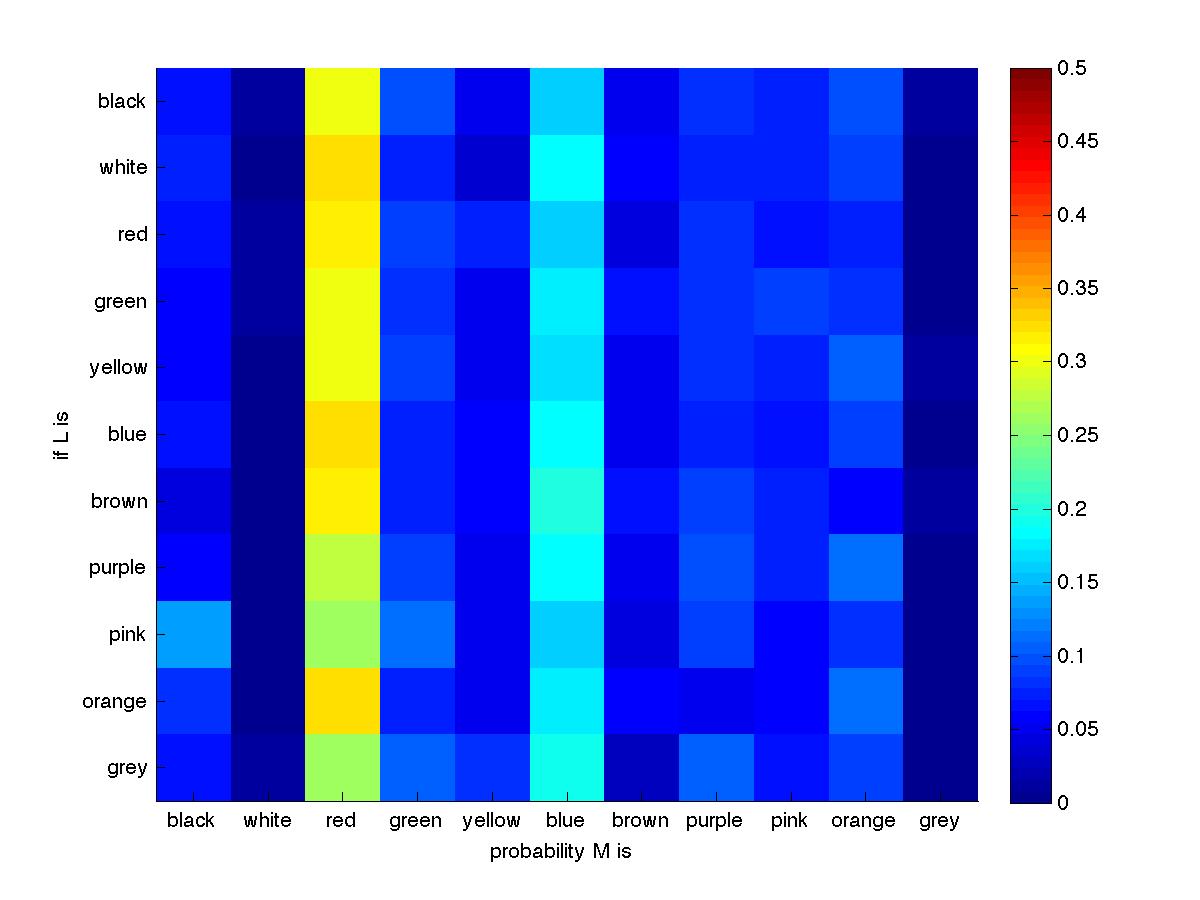 black
white
red
green
yellow
blue
brown
purple
pink
orange
grey
if L is
black white red green yellow blue brown purple pink orange grey
probability M is
0.5
0.45
0.4
0.35
0.3
0.25
0.2
0.15
0.1
0.05
0